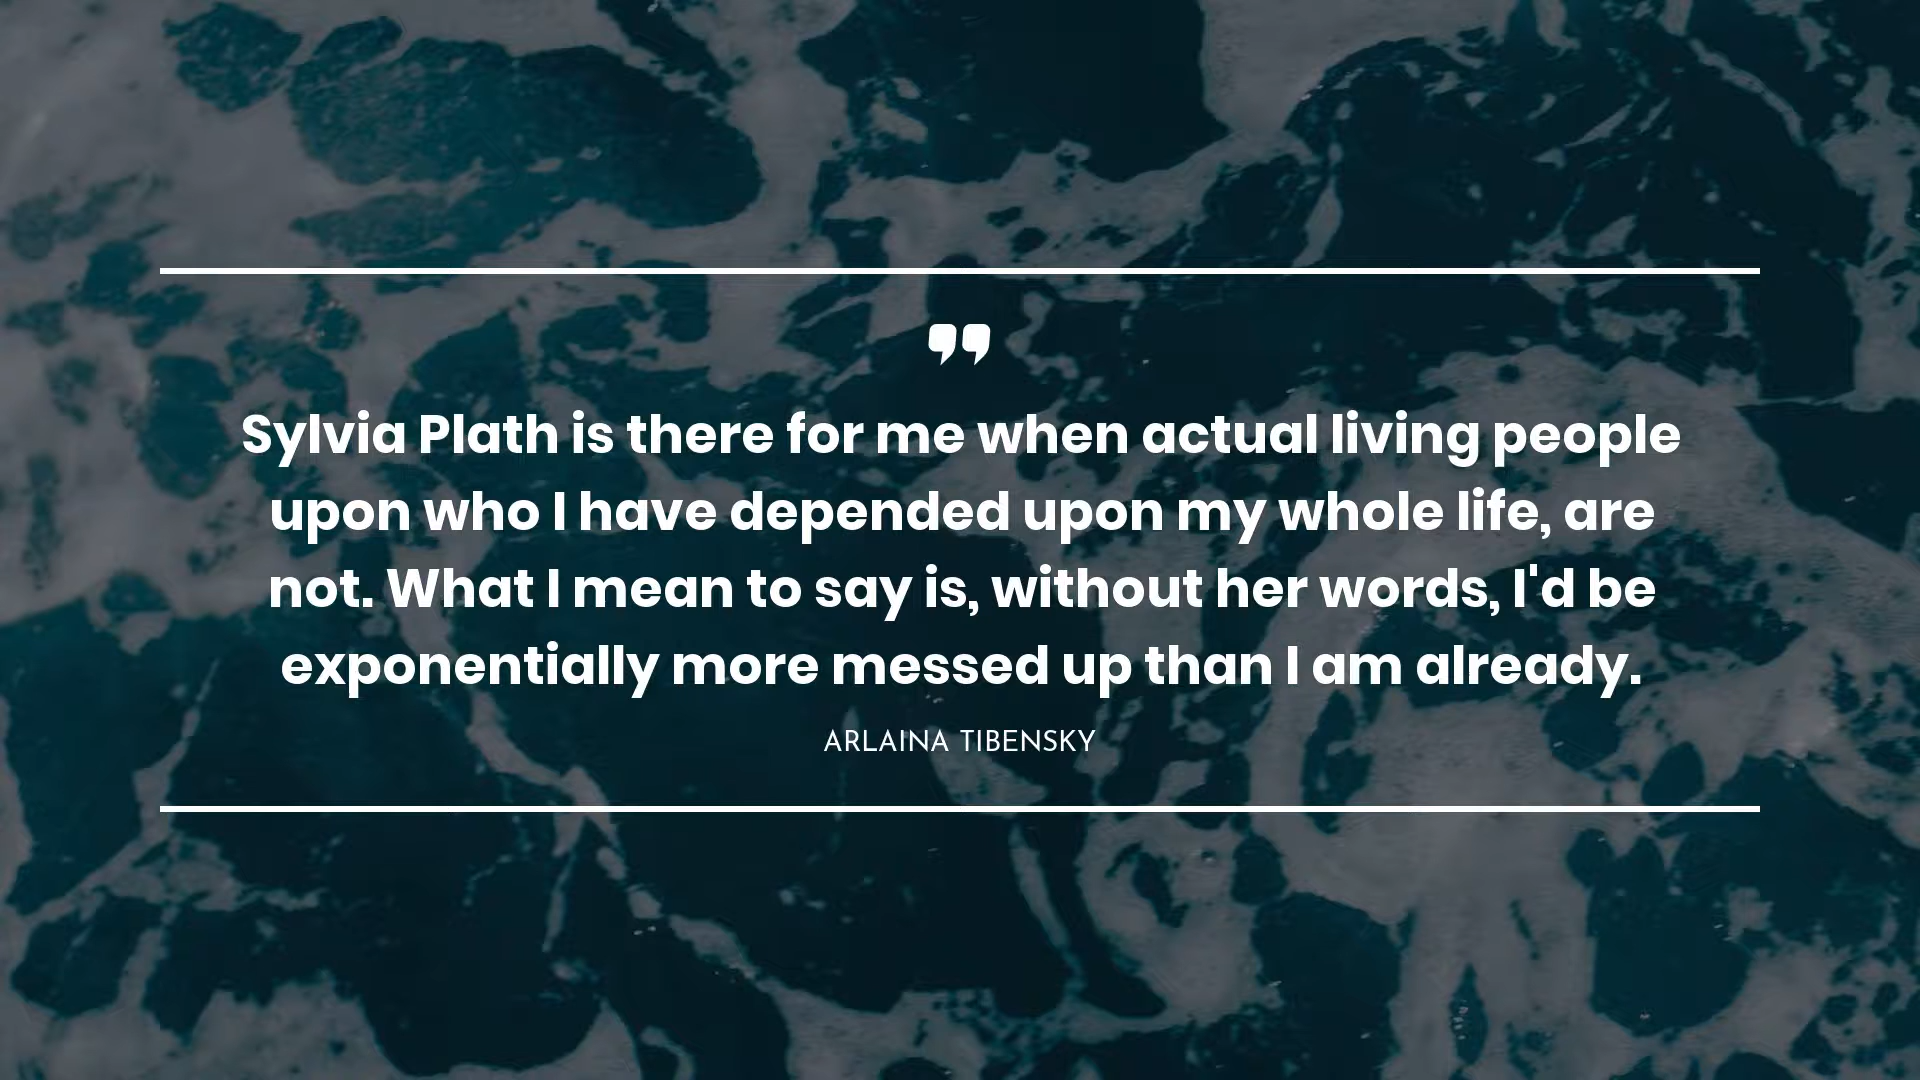 ❞
Sylvia Plath is there for me when actual living people
upon who I have depended upon my whole life, are
not. What I mean to say is, without her words, I'd be
exponentially more messed up than I am already.
ARLAINA TIBENSKY